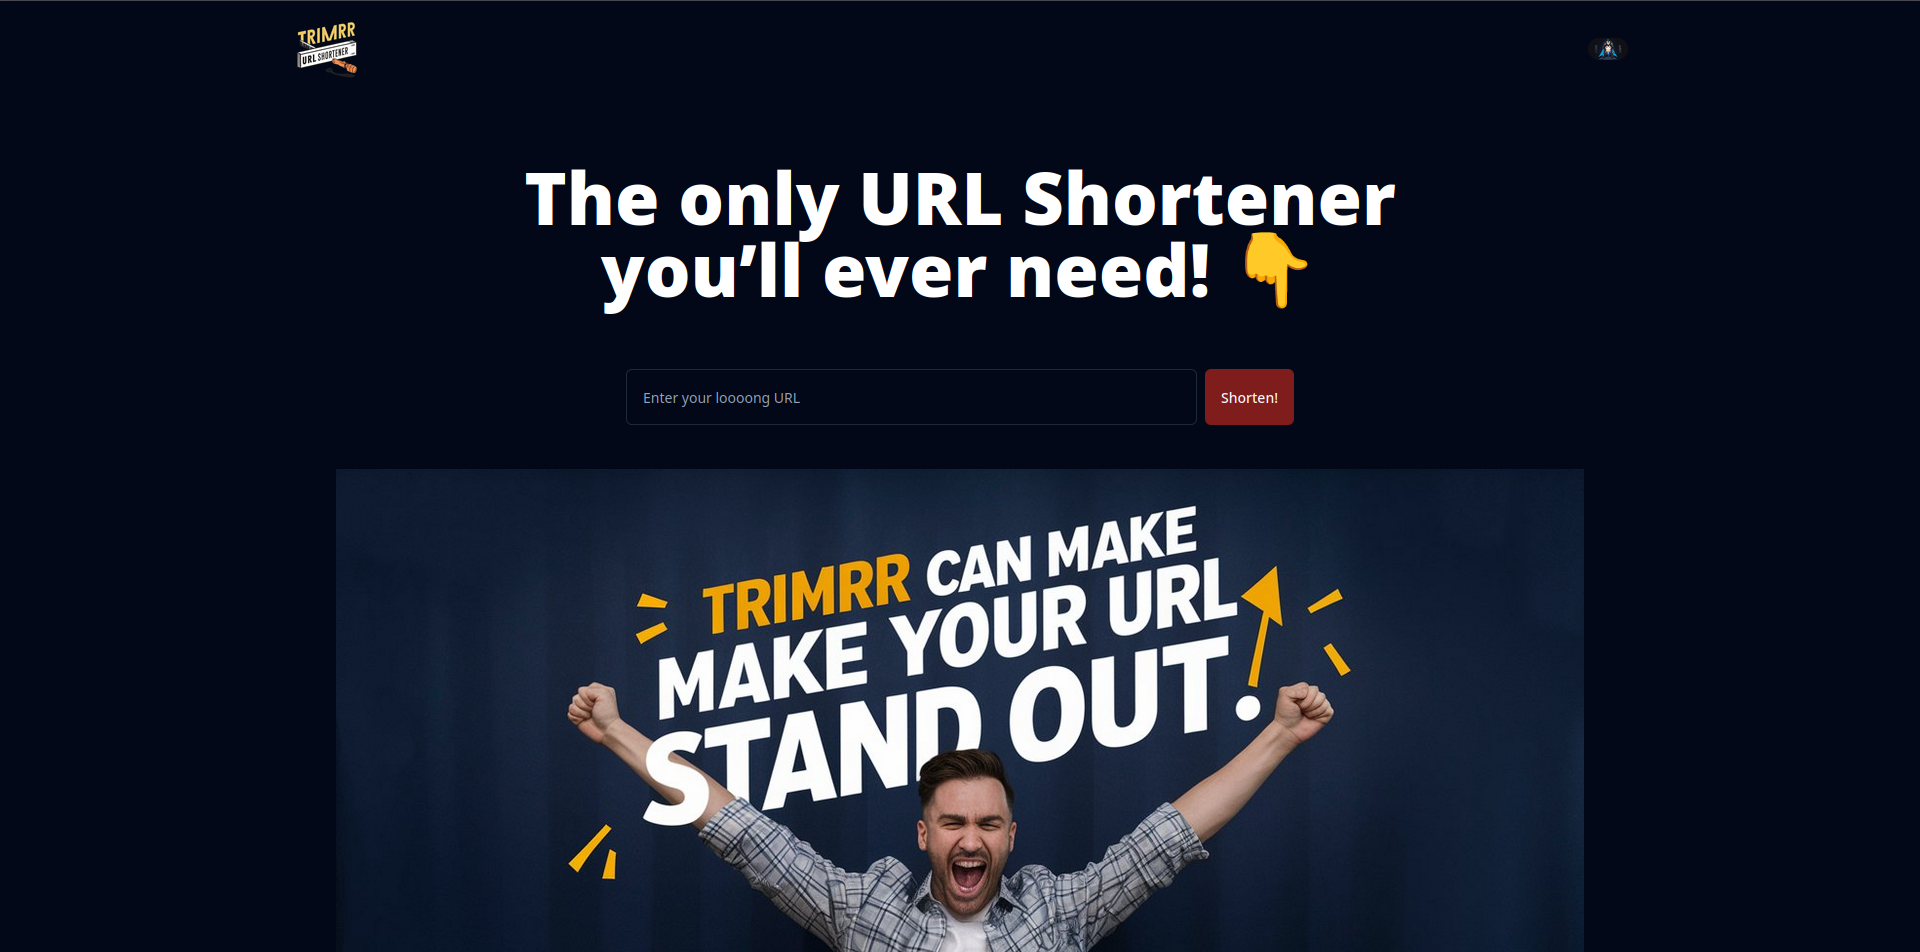 TRIMRR
URL SHORTENER
The only URL Shortener
you’ll ever need! 👇
Enter your loooong URL
Shorten!
TRIMRR CAN MAKE
MAKE YOUR URL
STAND OUT.